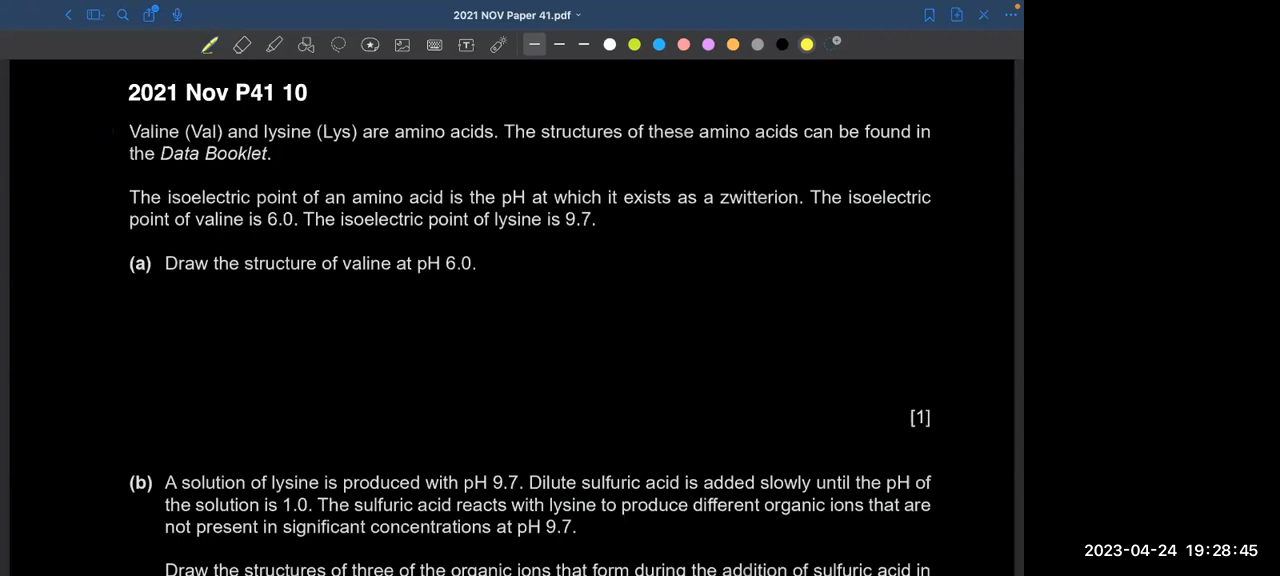 2021 NOV Paper 41.pdf
2021 Nov P41 10
Valine (Val) and lysine (Lys) are amino acids. The structures of these amino acids can be found in
the Data Booklet.
The isoelectric point of an amino acid is the pH at which it exists as a zwitterion. The isoelectric
point of valine is 6.0. The isoelectric point of lysine is 9.7.
(a) Draw the structure of valine at pH 6.0.
[1]
(b) A solution of lysine is produced with pH 9.7. Dilute sulfuric acid is added slowly until the pH of
the solution is 1.0. The sulfuric acid reacts with lysine to produce different organic ions that are
not present in significant concentrations at pH 9.7.
2023-04-24 19:28:45
Draw the structures of three of the organic ions that form during the addition of sulfuric acid in